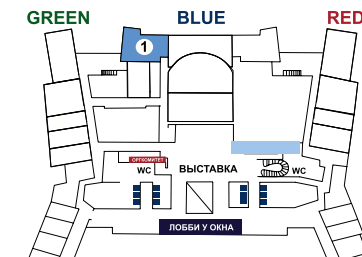 GREEN BLUE RED
1
ОРГКОМИТЕТ
WC ВЫСТАВКА WC
ЛОББИ У ОКНА